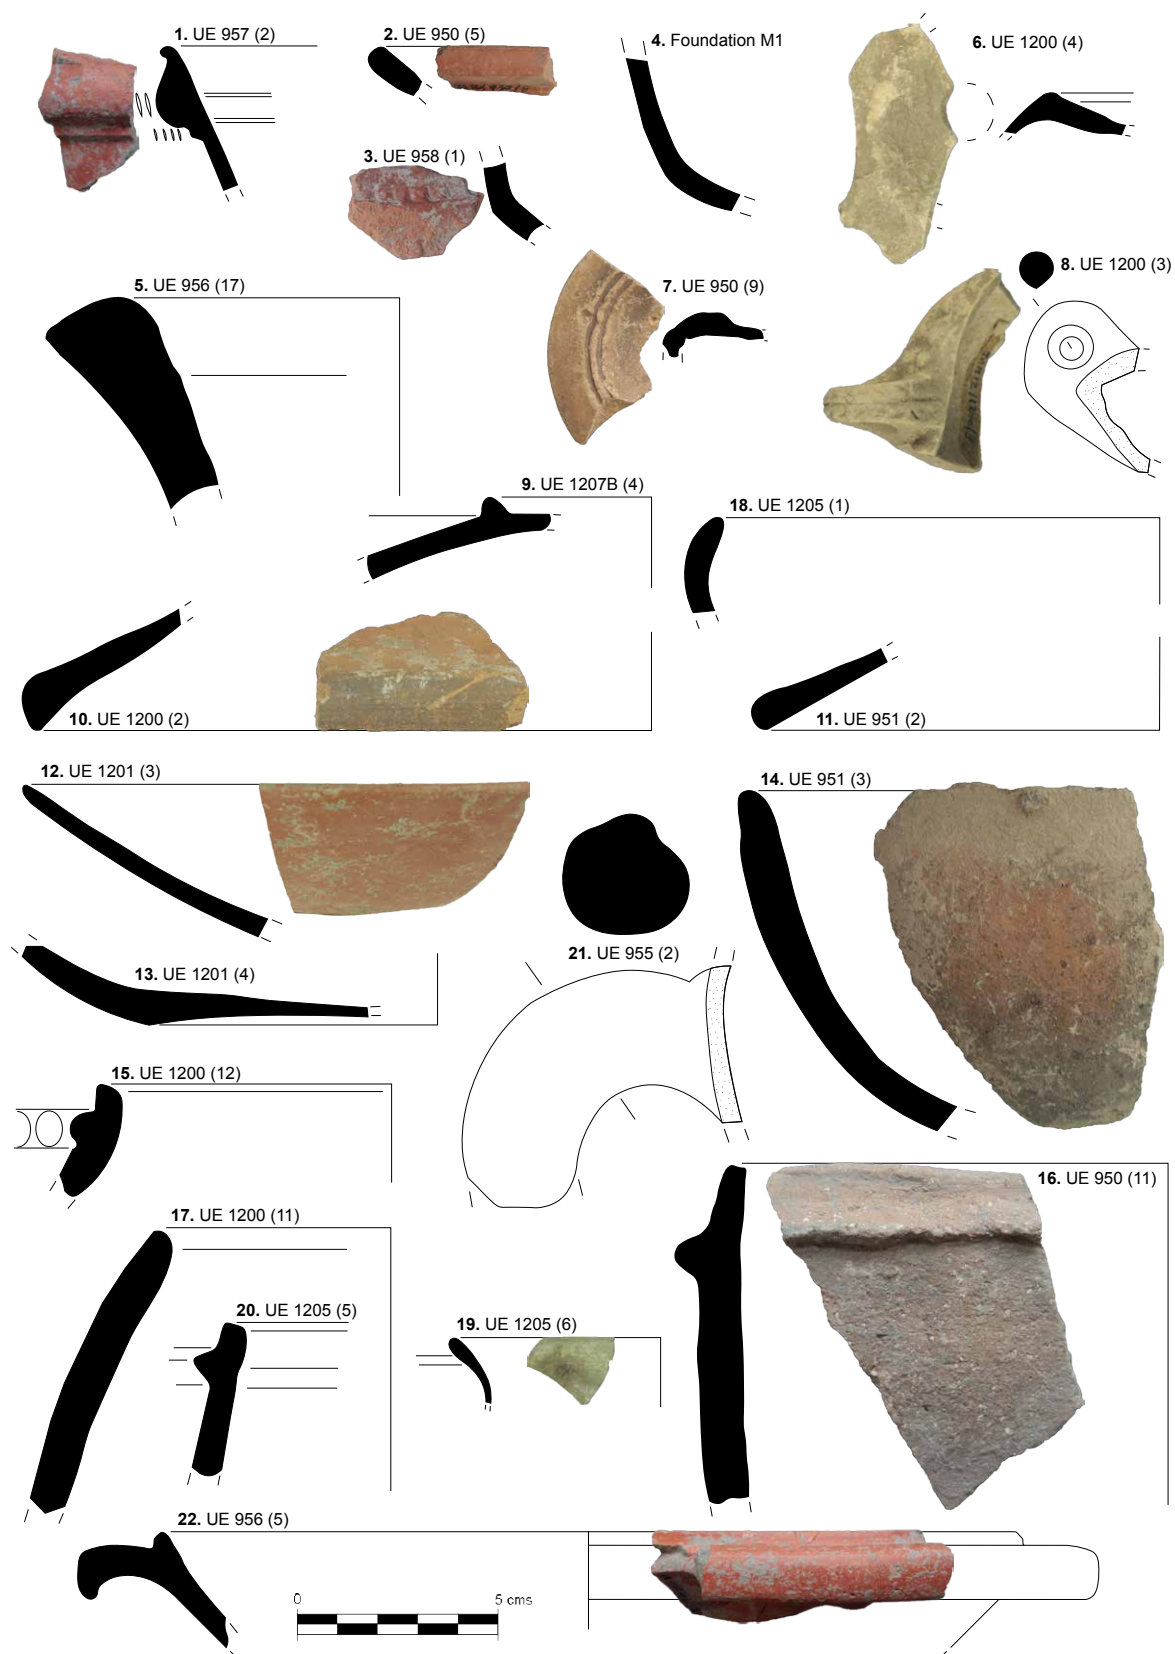 1. UE 957 (2)
2. UE 950 (5)
3. UE 958 (1)
4. Foundation M1
6. UE 1200 (4)
5. UE 956 (17)
7. UE 950 (9)
8. UE 1200 (3)
9. UE 1207B (4)
18. UE 1205 (1)
10. UE 1200 (2)
11. UE 951 (2)
12. UE 1201 (3)
14. UE 951 (3)
13. UE 1201 (4)
21. UE 955 (2)
15. UE 1200 (12)
16. UE 950 (11)
17. UE 1200 (11)
20. UE 1205 (5)
19. UE 1205 (6)
22. UE 956 (5)
0 5 cms